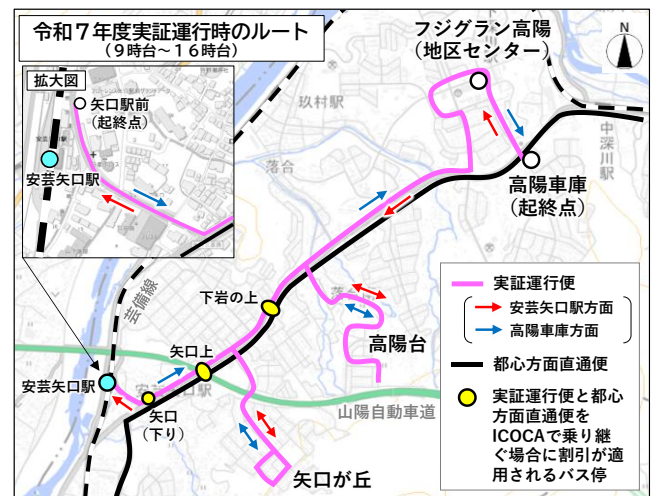 令和７年度実証運行時のルート
（９時台～１６時台）
拡大図
矢口駅前
（起終点）
安芸矢口駅
フジグラン高陽
（地区センター）
N
玖村駅
中深川駅
落合
高陽車庫
（起終点）
芸備線
下岩の上
高陽台
矢口上
安芸矢口駅
矢口
（下り）
山陽自動車道
矢口が丘
実証運行便
安芸矢口駅方面
高陽車庫方面
都心方面直通便
実証運行便と都心
方面直通便を
ICOCAで乗り継
ぐ場合に割引が適
用されるバス停